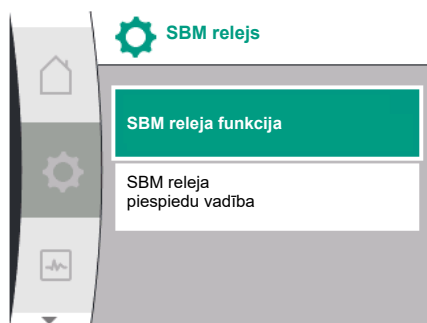 SBM relejs
SBM releja funkcija
SBM releja
piespiedu vadība